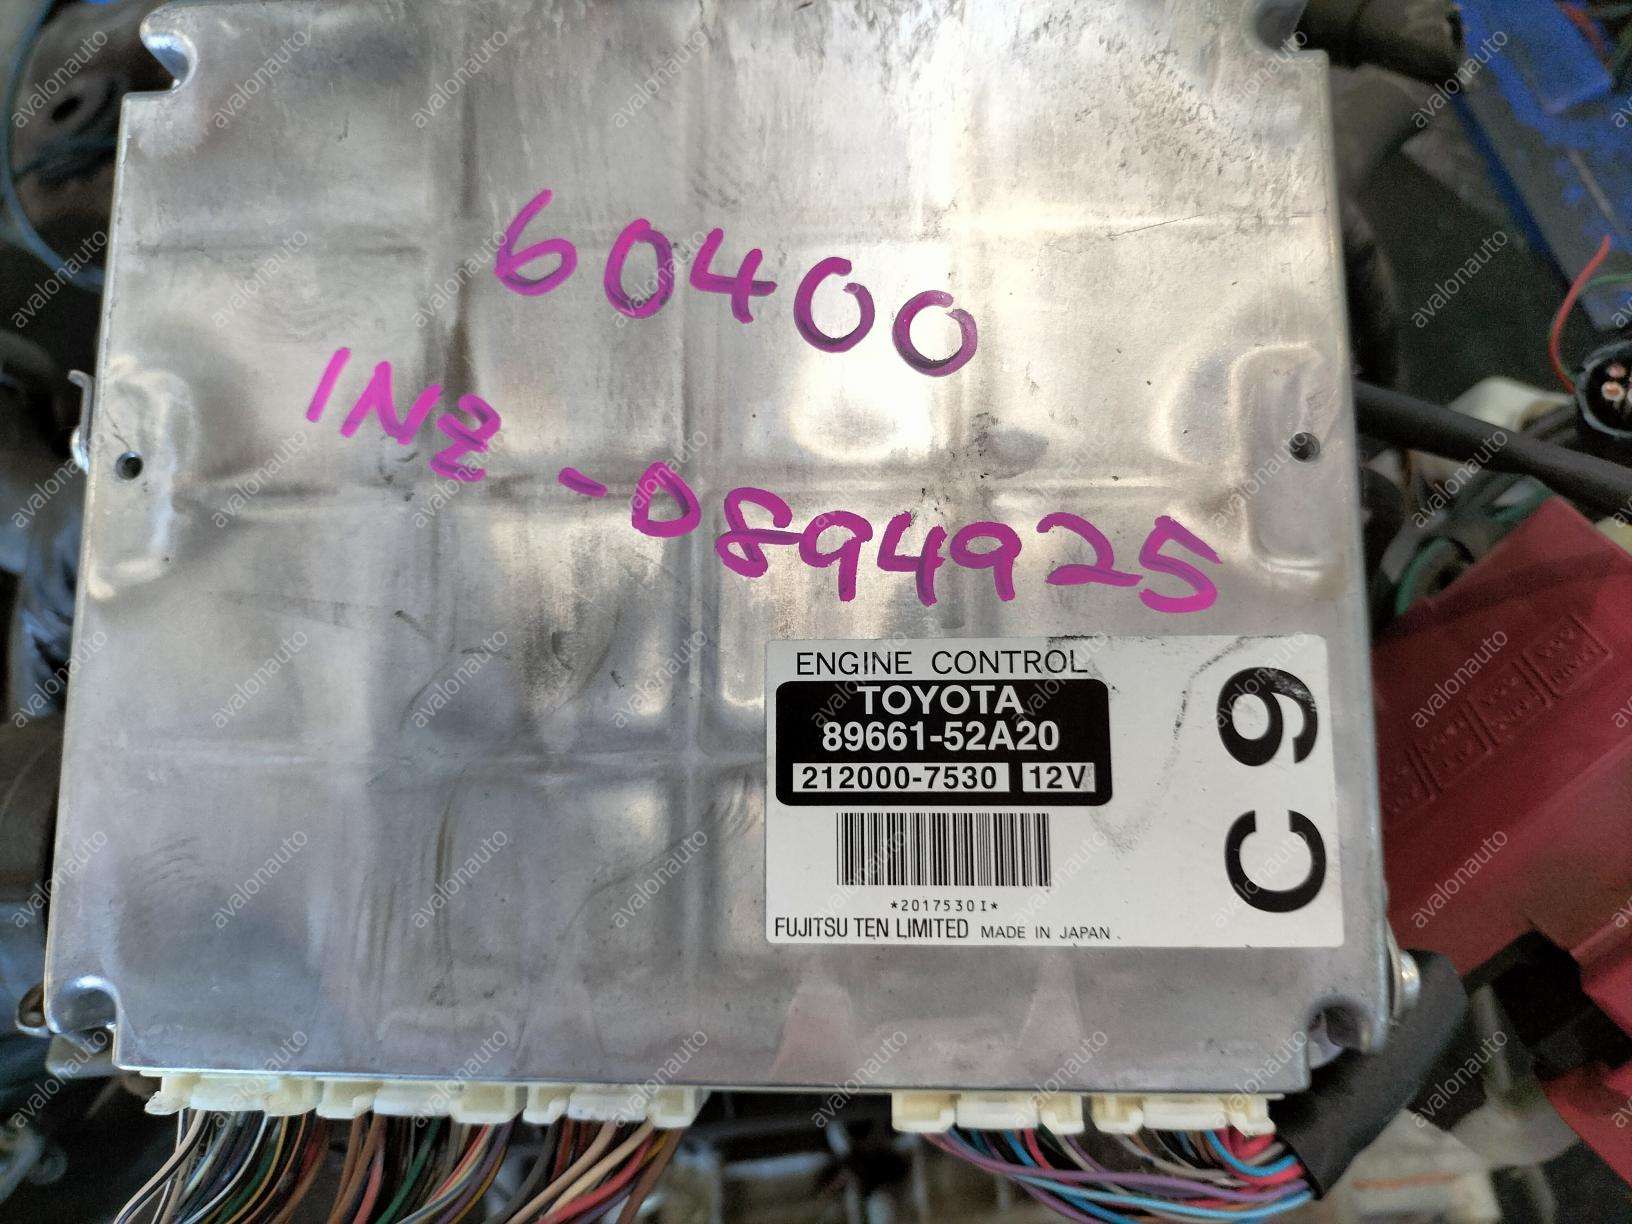 60400
1NZ-0894925
ENGINE CONTROL
TOYOTA
89661-52A20
212000-7530 12V
C9
*2017530I*
FUJITSU TEN LIMITED MADE IN JAPAN.
avalonauto